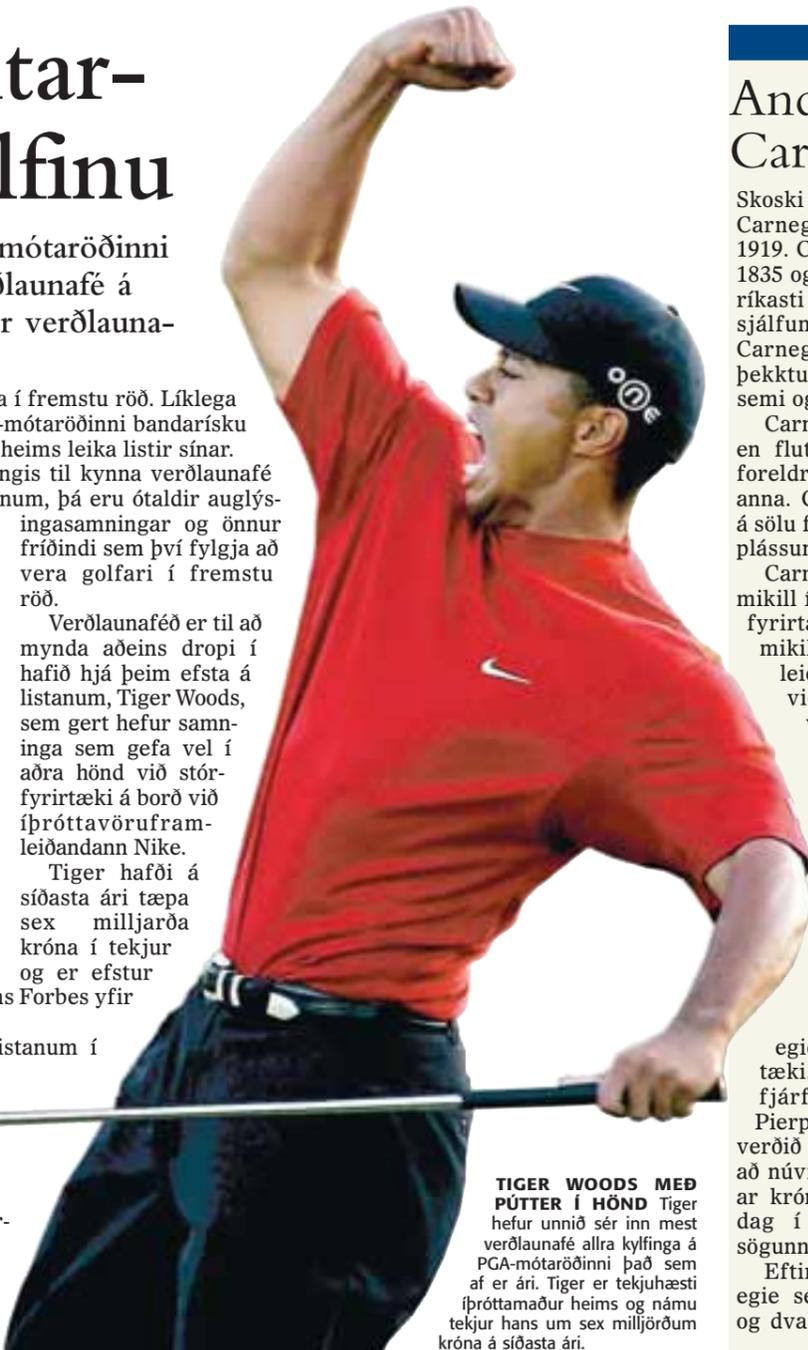 tar-
lfinu
mótaröðinni
ðlaunafé á
r verðlauna-
a í fremstu röð. Líklega
-mótaröðinni bandarísku
heims leika listir sínar.
ngis til kynna verðlaunafé
num, þá eru ótaldir auglýs-
ingasamningar og önnur
fríðindi sem því fylgja að
vera golfari í fremstu
röð.
Verðlaunaféð er til að
mynda aðeins dropi í
hafið hjá þeim efsta á
listanum, Tiger Woods,
sem gert hefur samn-
inga sem gefa vel í
aðra hönd við stór-
fyrirtæki á borð við
íþróttavörufram-
leiðandann Nike.
Tiger hafði á
síðasta ári tæpa
sex milljarða
króna í tekjur
og er efstur
ns Forbes yfir
istanum í
r-
one
TIGER WOODS MEÐ
PÚTTER Í HÖND Tiger
hefur unnið sér inn mest
verðlaunafé allra kylfinga á
PGA-mótaröðinni það sem
af er ári. Tiger er tekjuhæsti
íþróttamaður heims og námu
tekjur hans um sex milljörðum
króna á síðasta ári.
And
Car
Skoski
Carneg
1919. C
1835 og
ríkasti
sjálfun
Carneg
þekktu
semi og
Carn
en flut
foreldr
anna. C
á sölu f
plássun
Carn
mikill í
fyrirta
mikil
leið
vi
egie
tæki
fjárf
Pierp
verðið
að núvi
ar krón
dag í
sögunn
Eftir
egie se
og dva